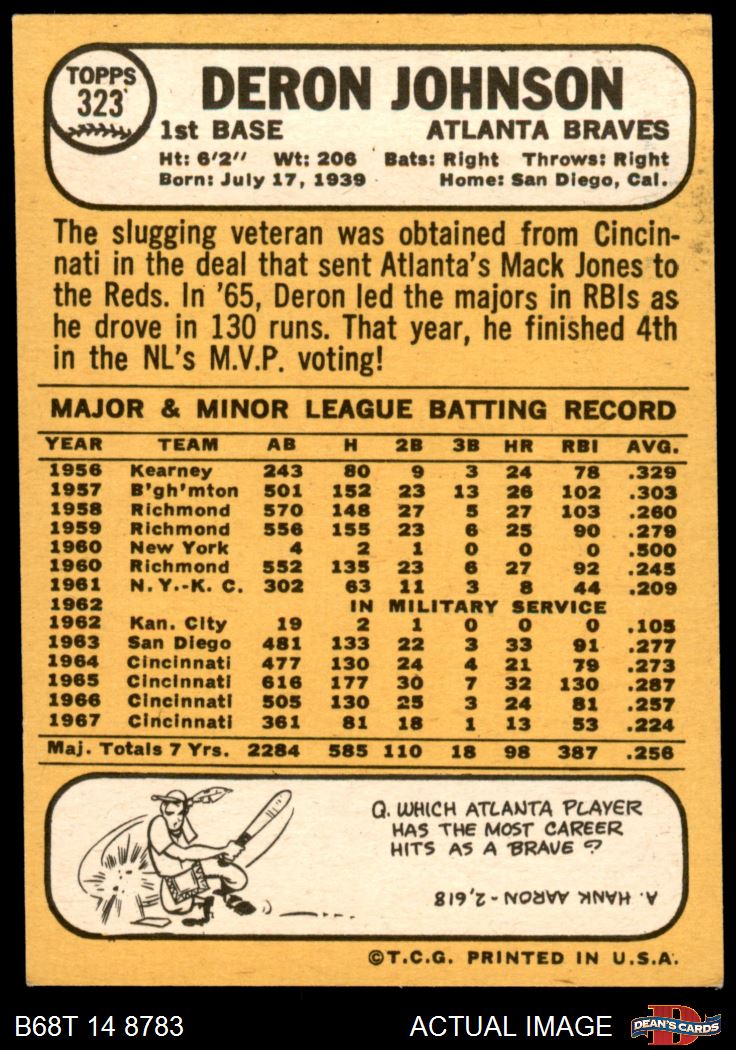 TOPPS
323
DERON JOHNSON
1st BASE ATLANTA BRAVES
Ht: 6'2" Wt: 206 Bats: Right Throws: Right
Born: July 17, 1939 Home: San Diego, Cal.
The slugging veteran was obtained from Cincin-
nati in the deal that sent Atlanta's Mack Jones to
the Reds. In '65, Deron led the majors in RBIs as
he drove in 130 runs. That year, he finished 4th
in the NL's M.V.P. voting!
MAJOR & MINOR LEAGUE BATTING RECORD
YEAR TEAM AB H 2B 3B HR RBI AVG.
1956 Kearney 243 80 9 3 24 78 .329
1957 B'gh'mton 501 152 23 13 26 102 .303
1958 Richmond 570 148 27 5 27 103 .260
1959 Richmond 556 155 23 6 25 90 .279
1960 New York 4 2 1 0 0 0 .500
1960 Richmond 552 135 23 6 27 92 .245
1961 N.Y.-K. C. 302 63 11 3 8 44 .209
1962 IN MILITARY SERVICE
1962 Kan. City 19 2 1 0 0 0 .105
1963 San Diego 481 133 22 3 33 91 .277
1964 Cincinnati 477 130 24 4 21 79 .273
1965 Cincinnati 616 177 30 7 32 130 .287
1966 Cincinnati 505 130 25 3 24 81 .257
1967 Cincinnati 361 81 18 1 13 53 .224
Maj. Totals 7 Yrs. 2284 585 110 18 98 387 .256
Q. WHICH ATLANTA PLAYER
HAS THE MOST CAREER
HITS AS A BRAVE?
A. HANK AARON-2,618
©T.C.G. PRINTED IN U.S.A.
B68T 14 8783 ACTUAL IMAGE DEAN'S CARDS